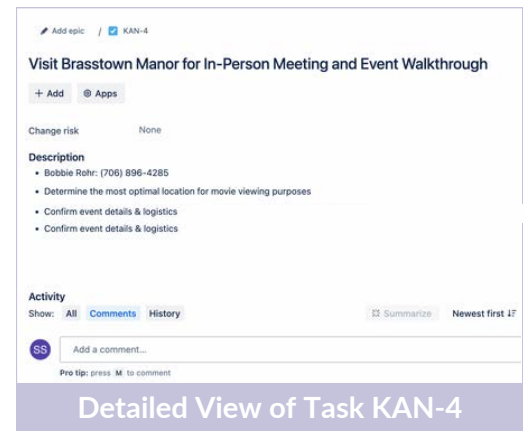 Add epic / KAN-4
Visit Brasstown Manor for In-Person Meeting and Event Walkthrough
+ Add Apps
Change risk None
Description
• Bobbie Rohr: (706) 896-4285
• Determine the most optimal location for movie viewing purposes
• Confirm event details & logistics
• Confirm event details & logistics
Activity
Show: All Comments History Summarize Newest first
SS Add a comment...
Pro tip: press M to comment
Detailed View of Task KAN-4